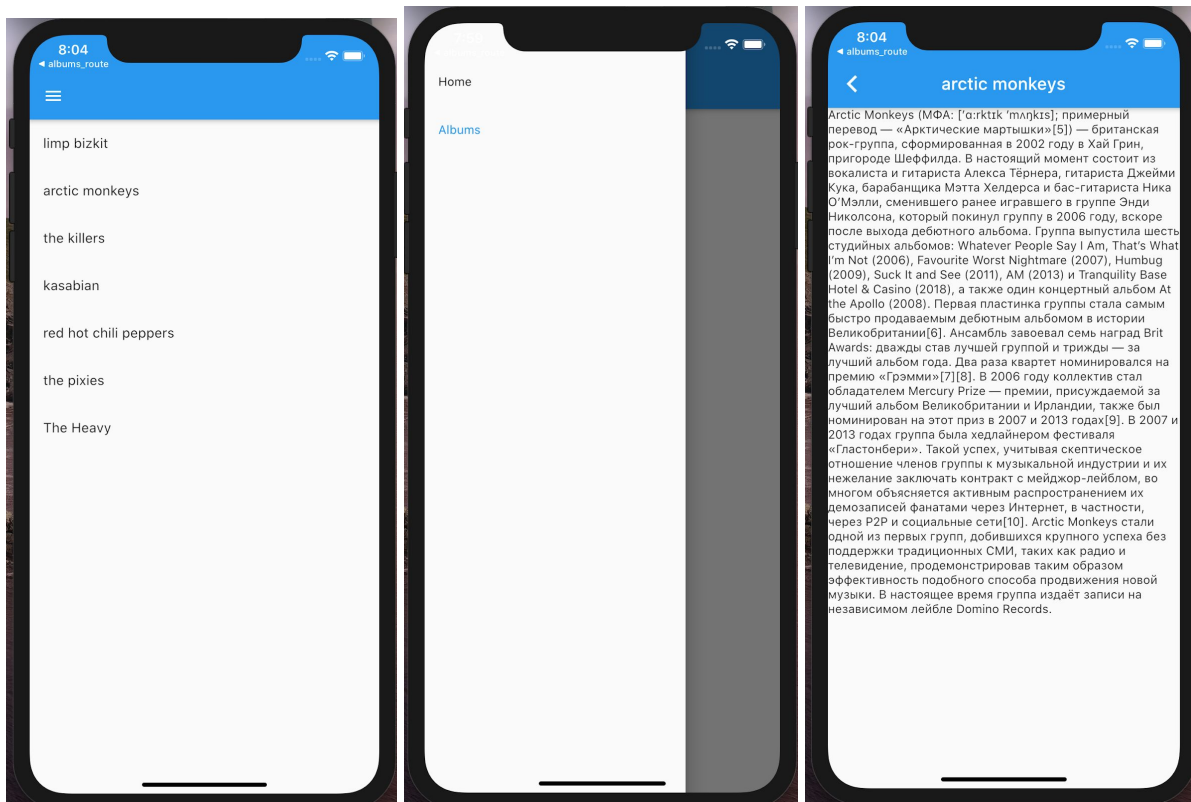 8:04
◀ albums_route
limp bizkit
arctic monkeys
the killers
kasabian
red hot chili peppers
the pixies
The Heavy
Home
Albums
8:04
◀ albums_route
arctic monkeys
Arctic Monkeys (МФА: ['ɑ:rktɪk 'mʌŋkɪs]; примерный
перевод — «Арктические мартышки»[5]) — британская
рок-группа, сформированная в 2002 году в Хай Грин,
пригороде Шеффилда. В настоящий момент состоит из
вокалиста и гитариста Алекса Тёрнера, гитариста Джейми
Кука, барабанщика Мэтта Хелдерса и бас-гитариста Ника
О’Мэлли, сменившего ранее игравшего в группе Энди
Николсона, который покинул группу в 2006 году, вскоре
после выхода дебютного альбома. Группа выпустила шесть
студийных альбомов: Whatever People Say I Am, That’s What
I’m Not (2006), Favourite Worst Nightmare (2007), Humbug
(2009), Suck It and See (2011), AM (2013) и Tranquility Base
Hotel & Casino (2018), а также один концертный альбом At
the Apollo (2008). Первая пластинка группы стала самым
быстро продаваемым дебютным альбомом в истории
Великобритании[6]. Ансамбль завоевал семь наград Brit
Awards: дважды став лучшей группой и трижды — за
лучший альбом года. Два раза квартет номинировался на
премию «Грэмми»[7][8]. В 2006 году коллектив стал
обладателем Mercury Prize — премии, присуждаемой за
лучший альбом Великобритании и Ирландии, также был
номинирован на этот приз в 2007 и 2013 годах[9]. В 2007 и
2013 годах группа была хедлайнером фестиваля
«Гластонбери». Такой успех, учитывая скептическое
отношение членов группы к музыкальной индустрии и их
нежелание заключать контракт с мейджор-лейблом, во
многом объясняется активным распространением их
демозаписей фанатами через Интернет, в частности,
через P2P и социальные сети[10]. Arctic Monkeys стали
одной из первых групп, добившихся крупного успеха без
поддержки традиционных СМИ, таких как радио и
телевидение, продемонстрировав таким образом
эффективность подобного способа продвижения новой
музыки. В настоящее время группа издаёт записи на
независимом лейбле Domino Records.